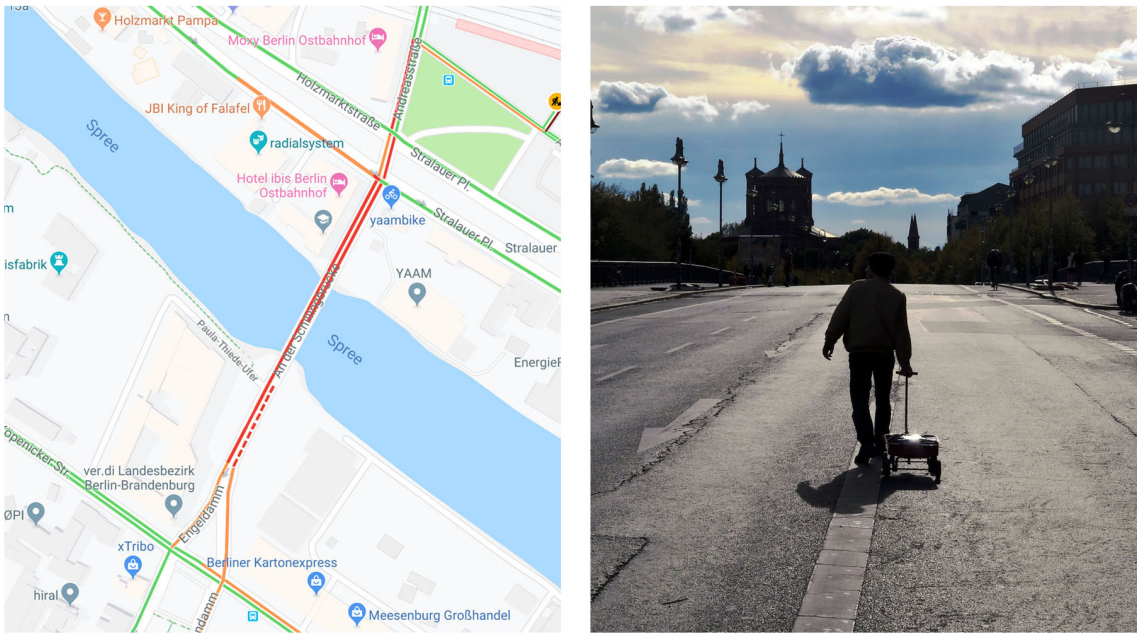 Holzmarkt Pampa
Moxy Berlin Ostbahnhof
Andreasstraße
Holzmarktstraße
JBI King of Falafel
Spree
radialsystem
Stralauer Pl.
Hotel ibis Berlin
Ostbahnhof
yaambike
Stralauer Pl.
Stralauer
isfabrik
YAAM
An der Schillingbrücke
Spree
Paula-Thiede-Ufer
EnergieF
öpenicker Str.
ver.di Landesbezirk
Berlin-Brandenburg
ØPI
Engeldamm
xTribo
Berliner Kartonexpress
hiral
Meesenburg Großhandel
ndamm